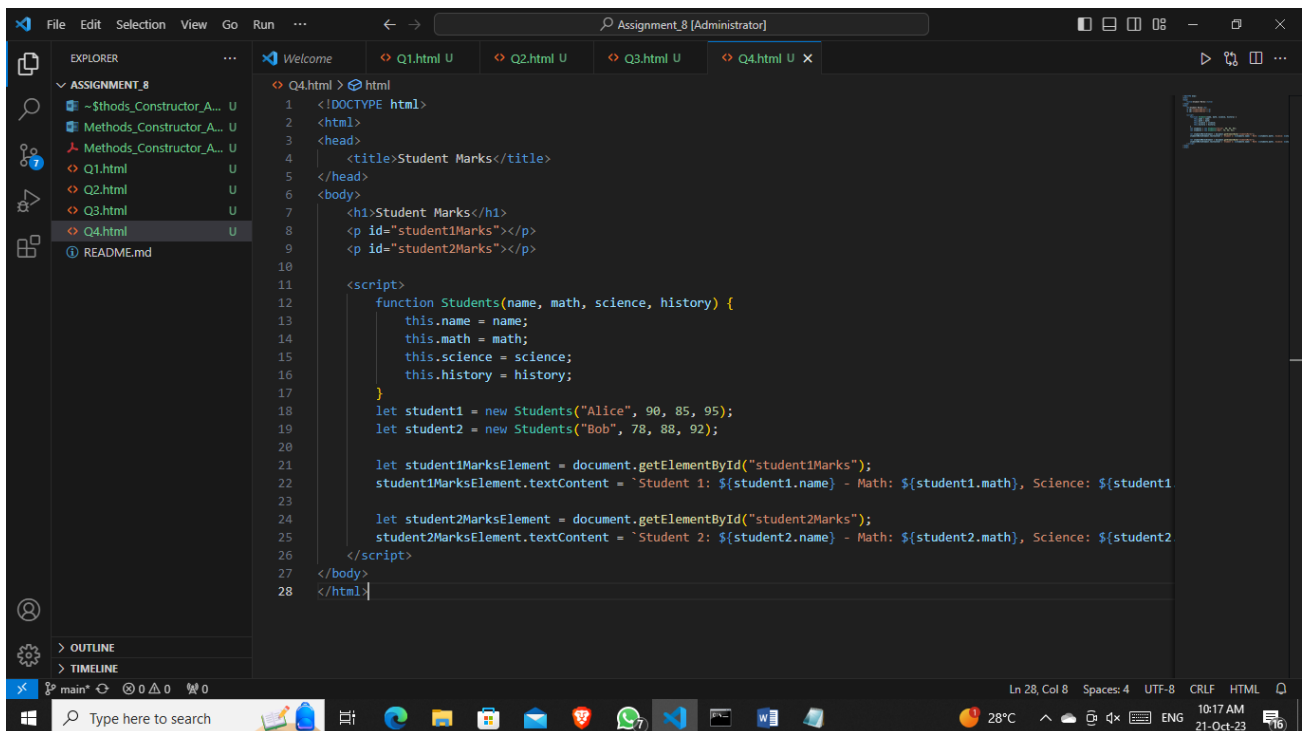 File Edit Selection View Go Run ··· Assignment_8 [Administrator]
EXPLORER ···
Welcome Q1.html U Q2.html U Q3.html U Q4.html U
ASSIGNMENT_8
~$thods_Constructor_A... U
Methods_Constructor_A... U
Methods_Constructor_A... U
Q1.html U
Q2.html U
Q3.html U
Q4.html U
README.md
7
Q4.html > html
1 <!DOCTYPE html>
2 <html>
3 <head>
4 <title>Student Marks</title>
5 </head>
6 <body>
7 <h1>Student Marks</h1>
8 <p id="student1Marks"></p>
9 <p id="student2Marks"></p>
10
11 <script>
12 function Students(name, math, science, history) {
13 this.name = name;
14 this.math = math;
15 this.science = science;
16 this.history = history;
17 }
18 let student1 = new Students("Alice", 90, 85, 95);
19 let student2 = new Students("Bob", 78, 88, 92);
20
21 let student1MarksElement = document.getElementById("student1Marks");
22 student1MarksElement.textContent = `Student 1: ${student1.name} - Math: ${student1.math}, Science: ${student1
23
24 let student2MarksElement = document.getElementById("student2Marks");
25 student2MarksElement.textContent = `Student 2: ${student2.name} - Math: ${student2.math}, Science: ${student2
26 </script>
27 </body>
28 </html>
OUTLINE
TIMELINE
main* 0 0 0 Ln 28, Col 8 Spaces: 4 UTF-8 CRLF HTML
Type here to search 7 28°C ENG 10:17 AM
21-Oct-23 16